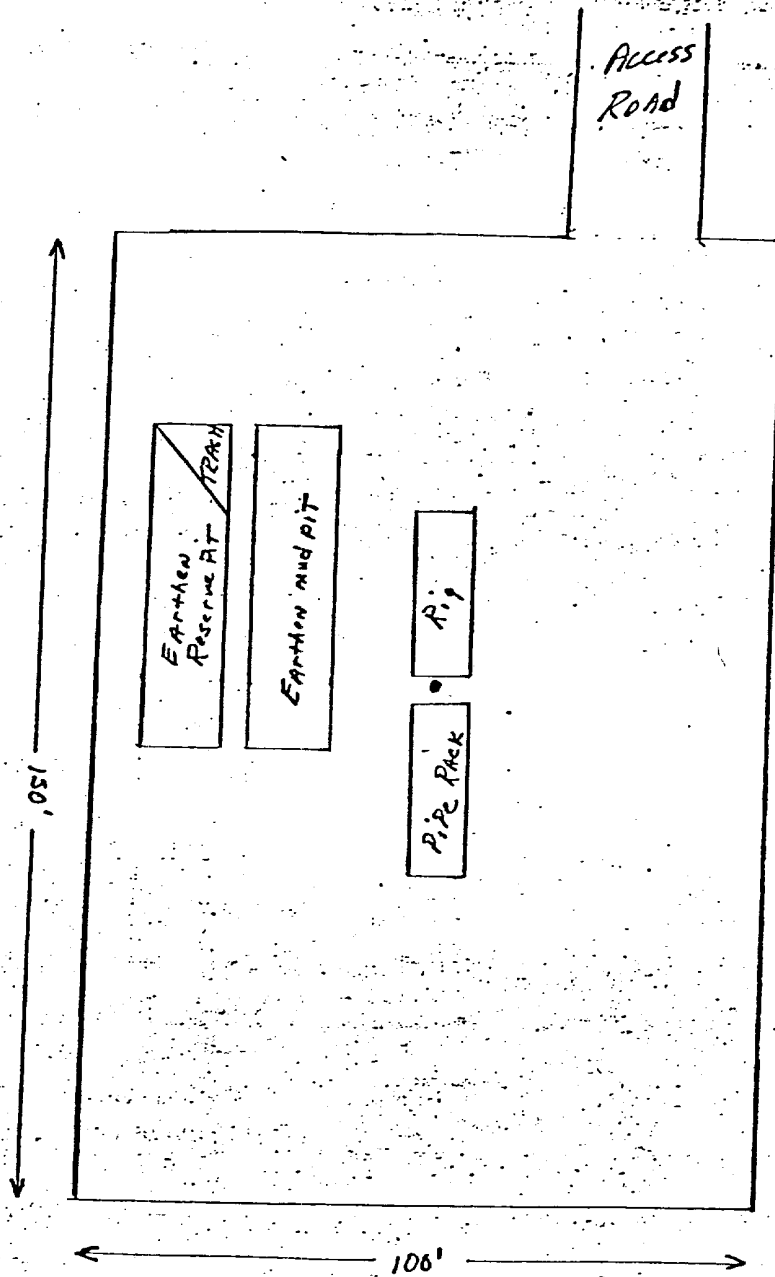 Access
Road
TRASH
Earthen
Reserve Pit
Earthen mud pit
Rig
Pipe Rack
150'
100'